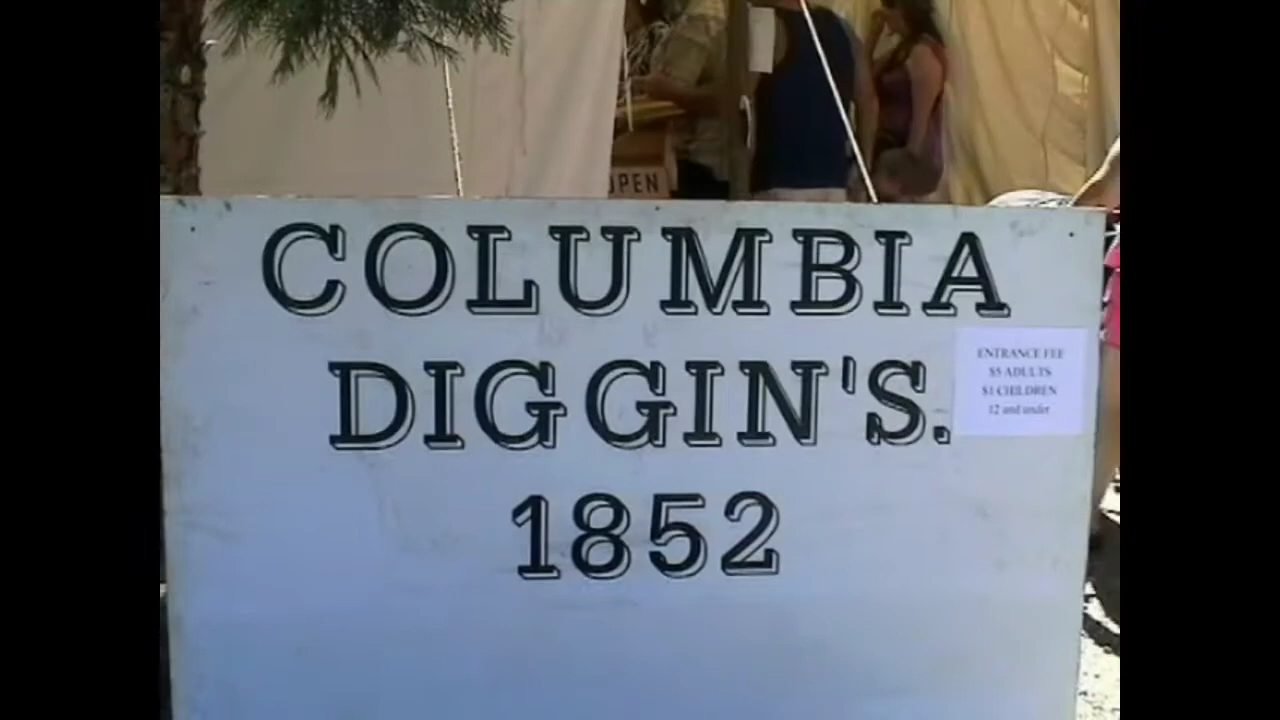 OPEN
COLUMBIA
DIGGIN'S.
1852
ENTRANCE FEE
$5 ADULTS
$1 CHILDREN
12 and under